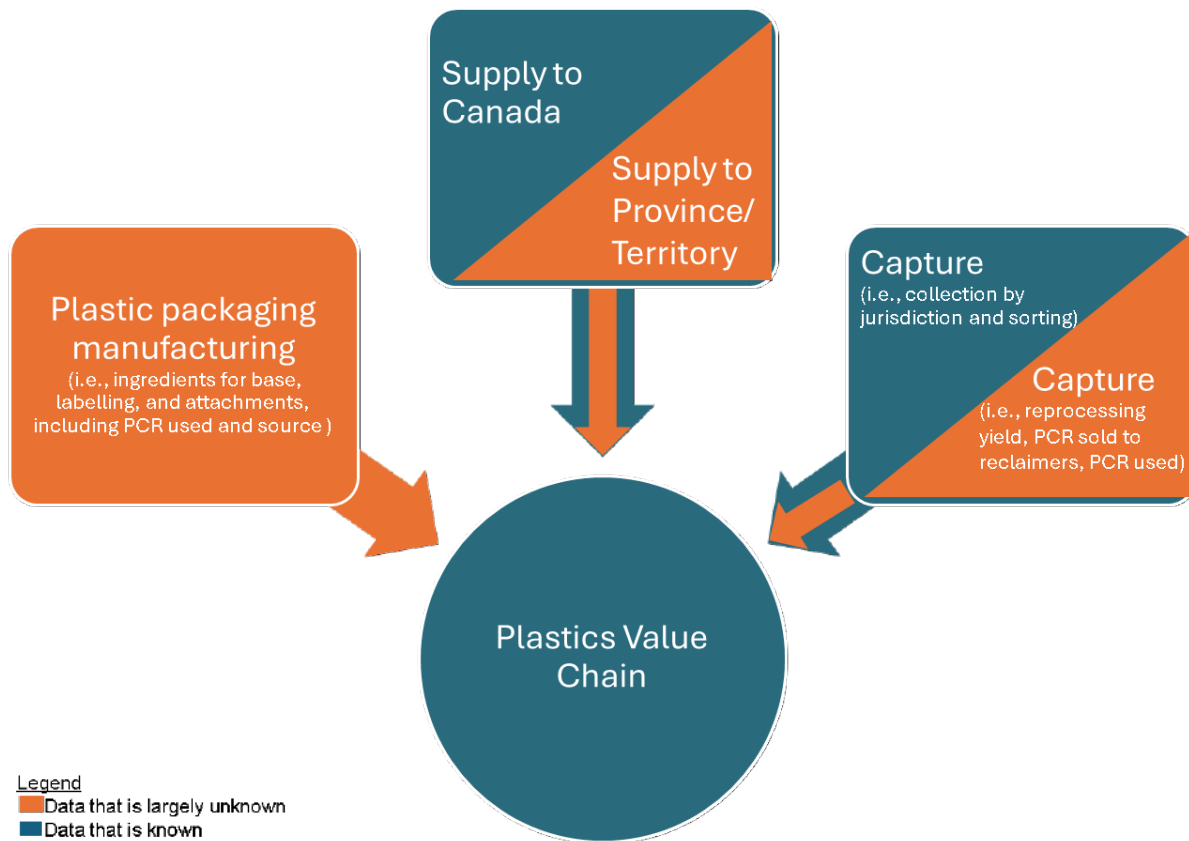 Supply to
Canada
Supply to
Province/
Territory
Plastic packaging
manufacturing
(i.e., ingredients for base,
labelling, and attachments,
including PCR used and source )
Capture
(i.e., collection by
jurisdiction and sorting)
Capture
(i.e., reprocessing
yield, PCR sold to
reclaimers, PCR used)
Plastics Value
Chain
Legend
Data that is largely unknown
Data that is known